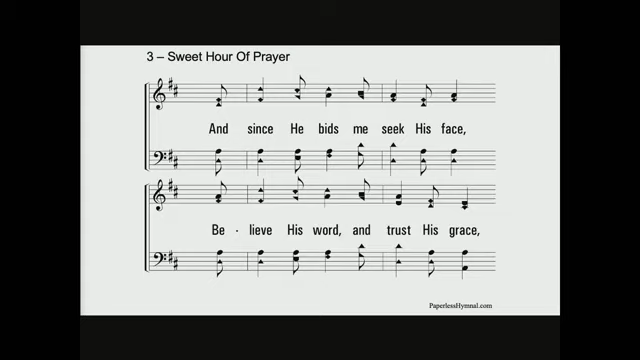 3 – Sweet Hour Of Prayer
And since He bids me seek His face,
Be - lieve His word, and trust His grace,
PaperlessHymnal.com